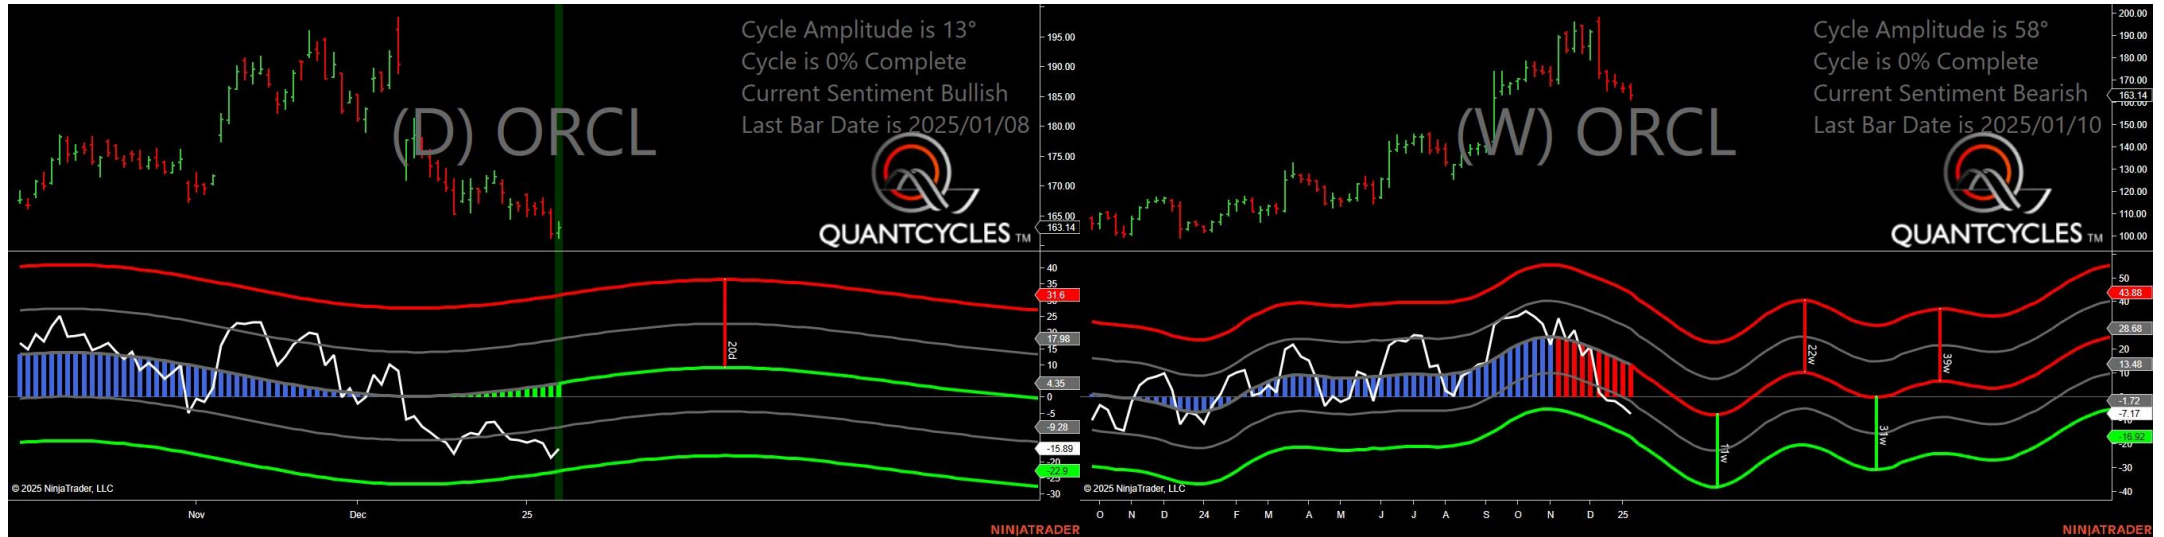 Cycle Amplitude is 13°
Cycle is 0% Complete
Current Sentiment Bullish
Last Bar Date is 2025/01/08
(D) ORCL
QUANTCYCLES TM
195.00
190.00
185.00
180.00
175.00
170.00
165.00
163.14
40
35
31.6
25
17.98
15
10
4.35
0
-5
-9.28
-15.89
-22.9
-25
-30
20d
© 2025 NinjaTrader, LLC
Nov
Dec
25
NINJATRADER
Cycle Amplitude is 58°
Cycle is 0% Complete
Current Sentiment Bearish
Last Bar Date is 2025/01/10
(W) ORCL
QUANTCYCLES TM
200.00
190.00
180.00
170.00
163.14
160.00
150.00
140.00
130.00
120.00
110.00
100.00
50
43.88
40
28.68
20
13.48
10
-1.72
-7.17
-16.92
-30
-40
11w
22w
31w
39w
© 2025 NinjaTrader, LLC
O N D 24 F M A M J J A S O N D 25
NINJATRADER